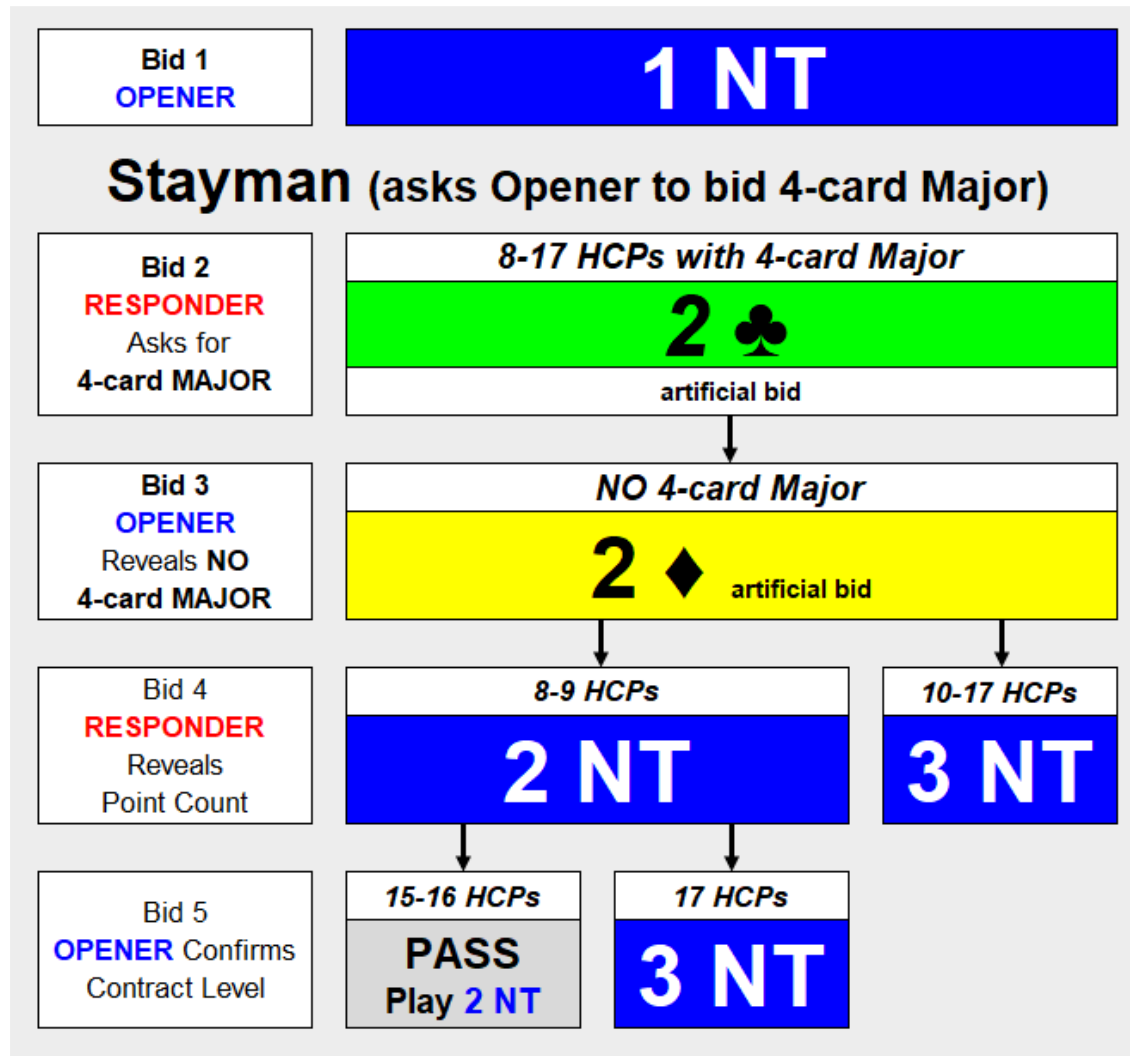 Bid 1
OPENER
1 NT
Stayman (asks Opener to bid 4-card Major)
Bid 2
RESPONDER
Asks for
4-card MAJOR
8-17 HCPs with 4-card Major
2 ♣
artificial bid
Bid 3
OPENER
Reveals NO
4-card MAJOR
NO 4-card Major
2 ♦ artificial bid
Bid 4
RESPONDER
Reveals
Point Count
8-9 HCPs
2 NT
10-17 HCPs
3 NT
Bid 5
OPENER Confirms
Contract Level
15-16 HCPs
PASS
Play 2 NT
17 HCPs
3 NT